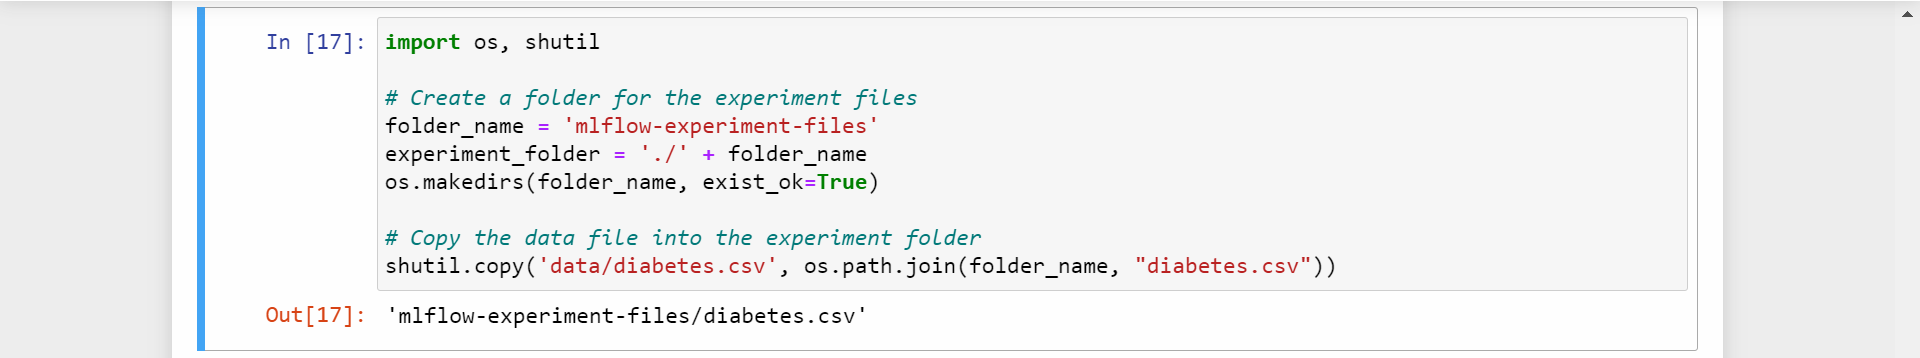 In [17]: import os, shutil
# Create a folder for the experiment files
folder_name = 'mlflow-experiment-files'
experiment_folder = './' + folder_name
os.makedirs(folder_name, exist_ok=True)
# Copy the data file into the experiment folder
shutil.copy('data/diabetes.csv', os.path.join(folder_name, "diabetes.csv"))
Out[17]: 'mlflow-experiment-files/diabetes.csv'